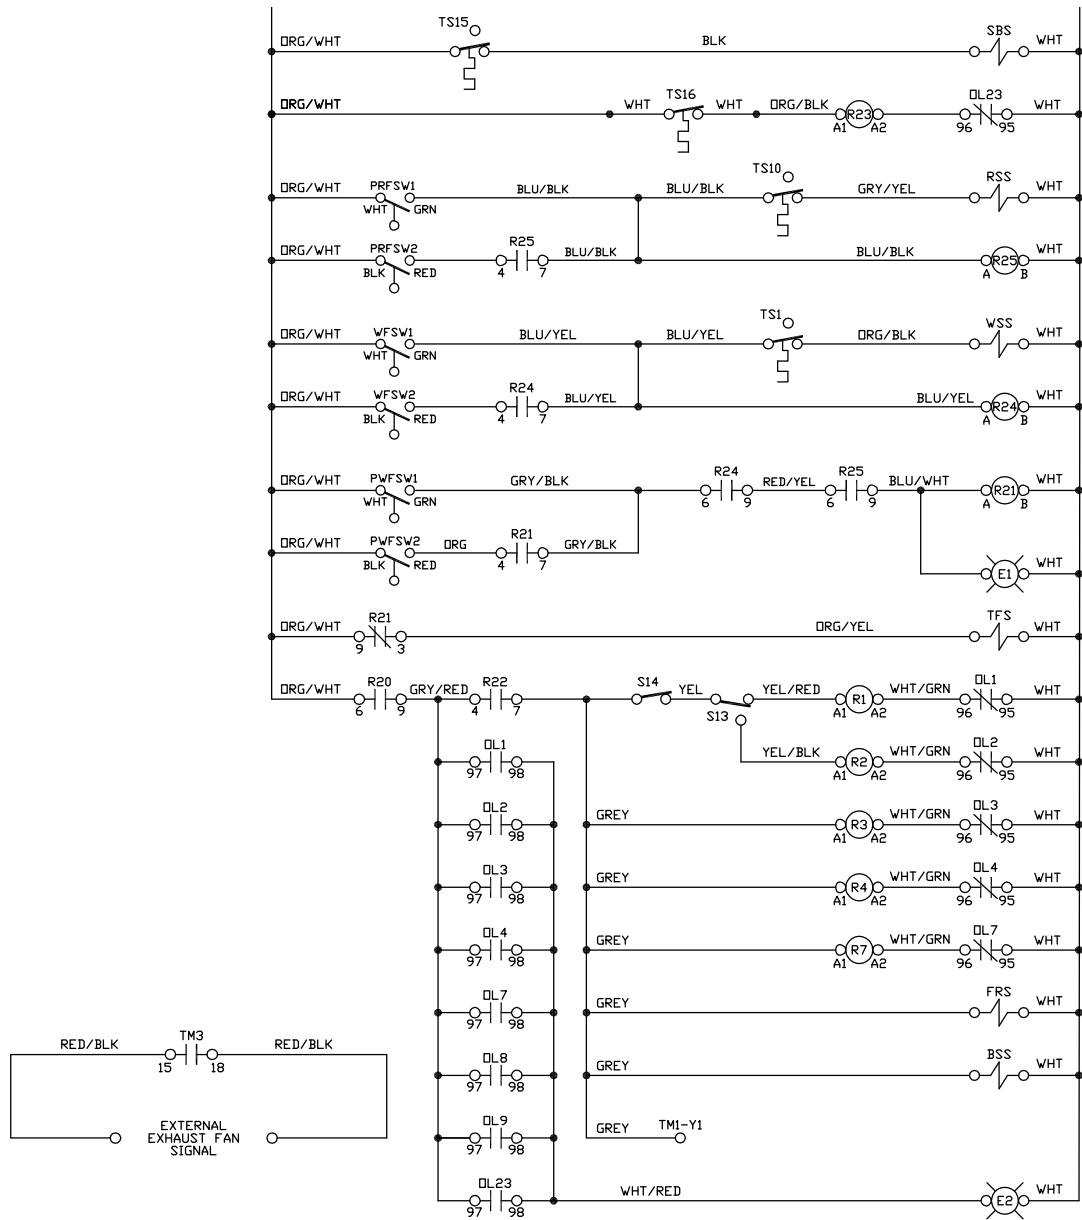 TS15 SBS
ORG/WHT BLK WHT
TS16 OL23
ORG/WHT WHT WHT ORG/BLK R23 WHT
A1 A2 96 95
TS10 RSS
ORG/WHT PRFSW1 BLU/BLK BLU/BLK GRY/YEL WHT
WHT GRN
ORG/WHT PRFSW2 R25 BLU/BLK BLU/BLK R25 WHT
BLK RED 4 7 A B
TS1 WSS
ORG/WHT WFSW1 BLU/YEL BLU/YEL ORG/BLK WHT
WHT GRN
ORG/WHT WFSW2 R24 BLU/YEL BLU/YEL R24 WHT
BLK RED 4 7 A B
ORG/WHT PWFSW1 GRY/BLK R24 RED/YEL R25 BLU/WHT R21 WHT
WHT GRN 6 9 6 9 A B
ORG/WHT PWFSW2 ORG R21 GRY/BLK
BLK RED 4 7
E1 WHT
ORG/WHT R21 ORG/YEL TFS WHT
9 3
ORG/WHT R20 GRY/RED R22 S14 YEL YEL/RED R1 WHT/GRN OL1 WHT
6 9 4 7 S13 A1 A2 96 95
OL1 YEL/BLK R2 WHT/GRN OL2 WHT
97 98 A1 A2 96 95
OL2 GREY R3 WHT/GRN OL3 WHT
97 98 A1 A2 96 95
OL3 GREY R4 WHT/GRN OL4 WHT
97 98 A1 A2 96 95
OL4 GREY R7 WHT/GRN OL7 WHT
97 98 A1 A2 96 95
OL7 GREY FRS WHT
97 98
RED/BLK TM3 RED/BLK
15 18
OL8 GREY BSS WHT
97 98
EXTERNAL
EXHAUST FAN
SIGNAL
OL9 GREY TM1-Y1
97 98
OL23 WHT/RED E2 WHT
97 98